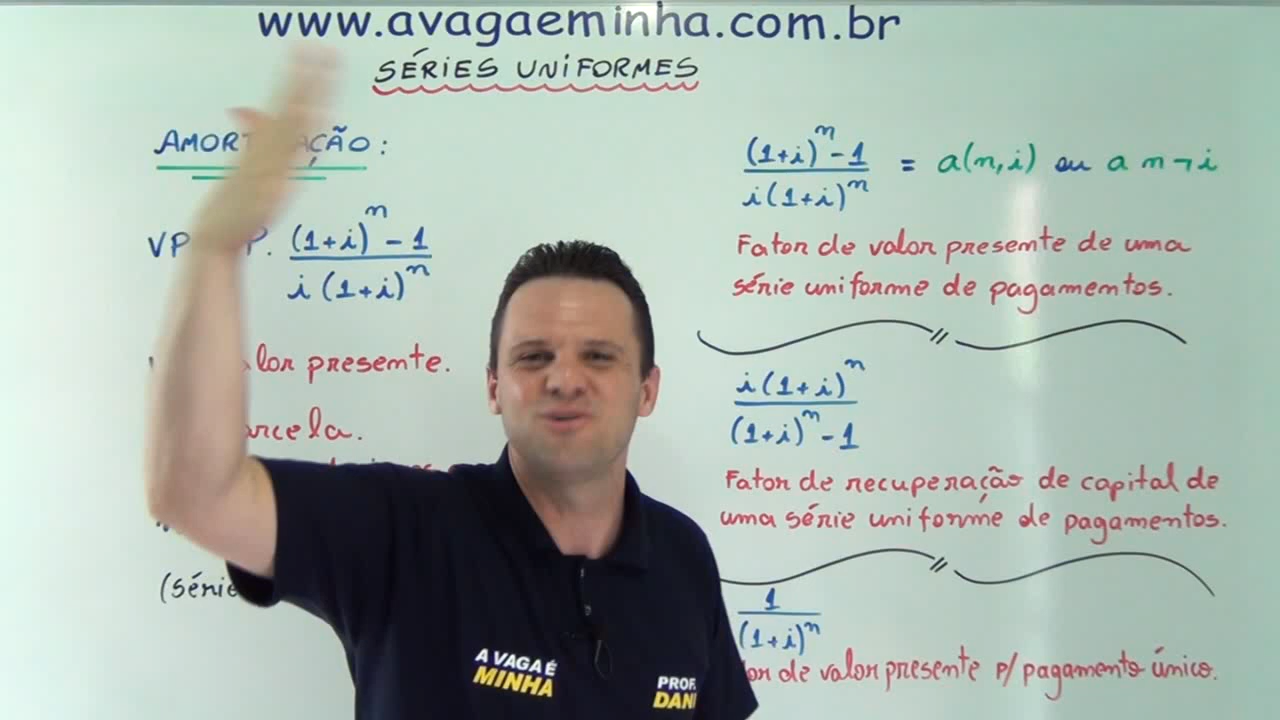 www.avagaeminha.com.br
SÉRIES UNIFORMES
AMORT AÇÃO:
VP P. (1+i)^n - 1
i (1+i)^n
lor presente.
arcela.
(série
(1+i)^n - 1 = a(n,i) ou a n¬i
i(1+i)^n
Fator de valor presente de uma
série uniforme de pagamentos.
i(1+i)^n
(1+i)^n - 1
Fator de recuperação de capital de
uma série uniforme de pagamentos.
1
(1+i)^n
or de valor presente p/ pagamento único.
A VAGA É
MINHA
PROF.
DANI